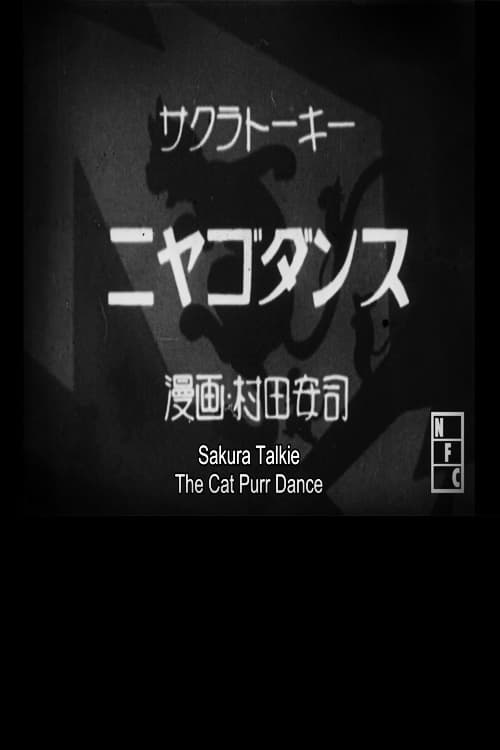 サクラトーキー
ニャゴダンス
漫画・村田安司
Sakura Talkie
The Cat Purr Dance
N
F
C